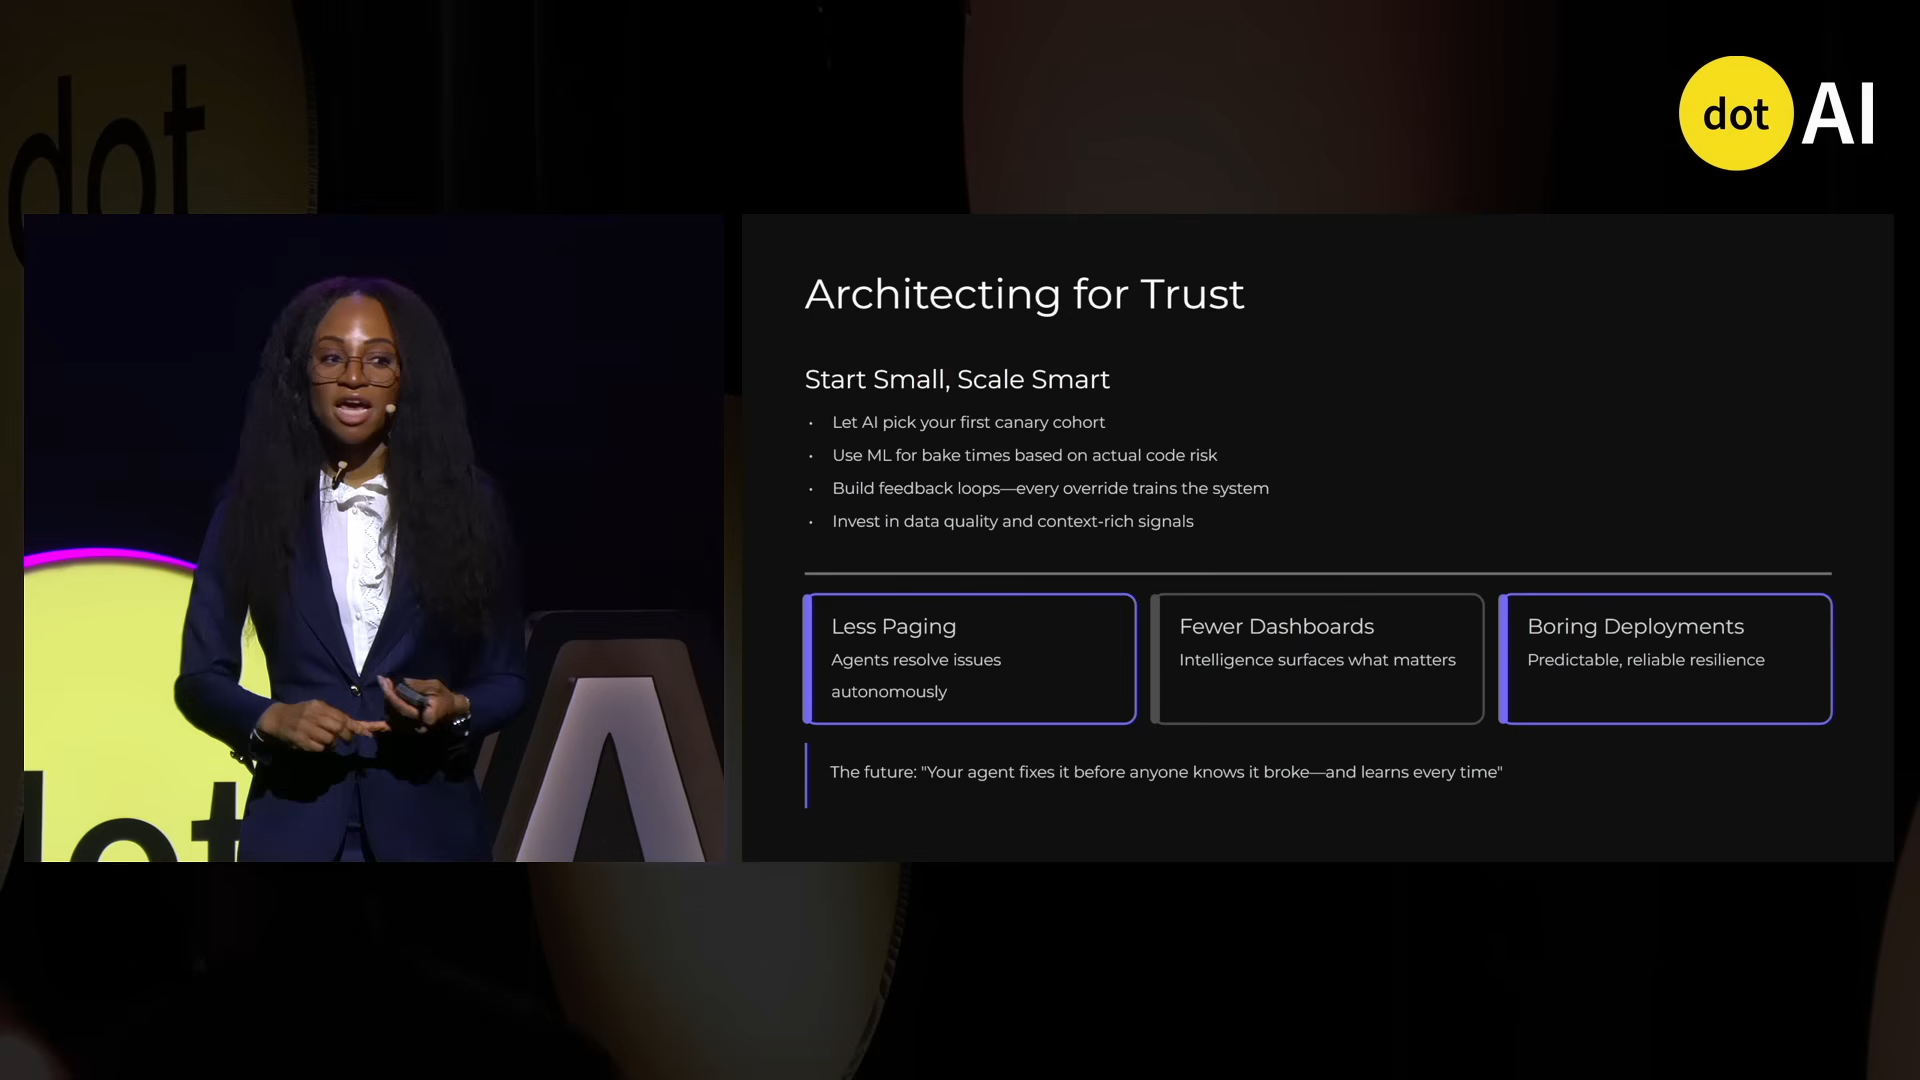 dot
dot AI
Architecting for Trust
Start Small, Scale Smart
• Let AI pick your first canary cohort
• Use ML for bake times based on actual code risk
• Build feedback loops—every override trains the system
• Invest in data quality and context-rich signals
Less Paging
Agents resolve issues
autonomously
Fewer Dashboards
Intelligence surfaces what matters
Boring Deployments
Predictable, reliable resilience
The future: "Your agent fixes it before anyone knows it broke—and learns every time"
dot A